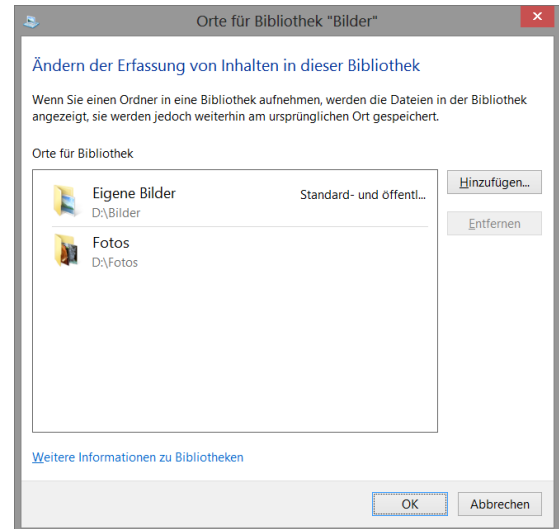 Orte für Bibliothek "Bilder"
Ändern der Erfassung von Inhalten in dieser Bibliothek
Wenn Sie einen Ordner in eine Bibliothek aufnehmen, werden die Dateien in der Bibliothek
angezeigt, sie werden jedoch weiterhin am ursprünglichen Ort gespeichert.
Orte für Bibliothek
Eigene Bilder
Standard- und öffentl...
D:\Bilder
Fotos
D:\Fotos
Hinzufügen...
Entfernen
Weitere Informationen zu Bibliotheken
OK
Abbrechen